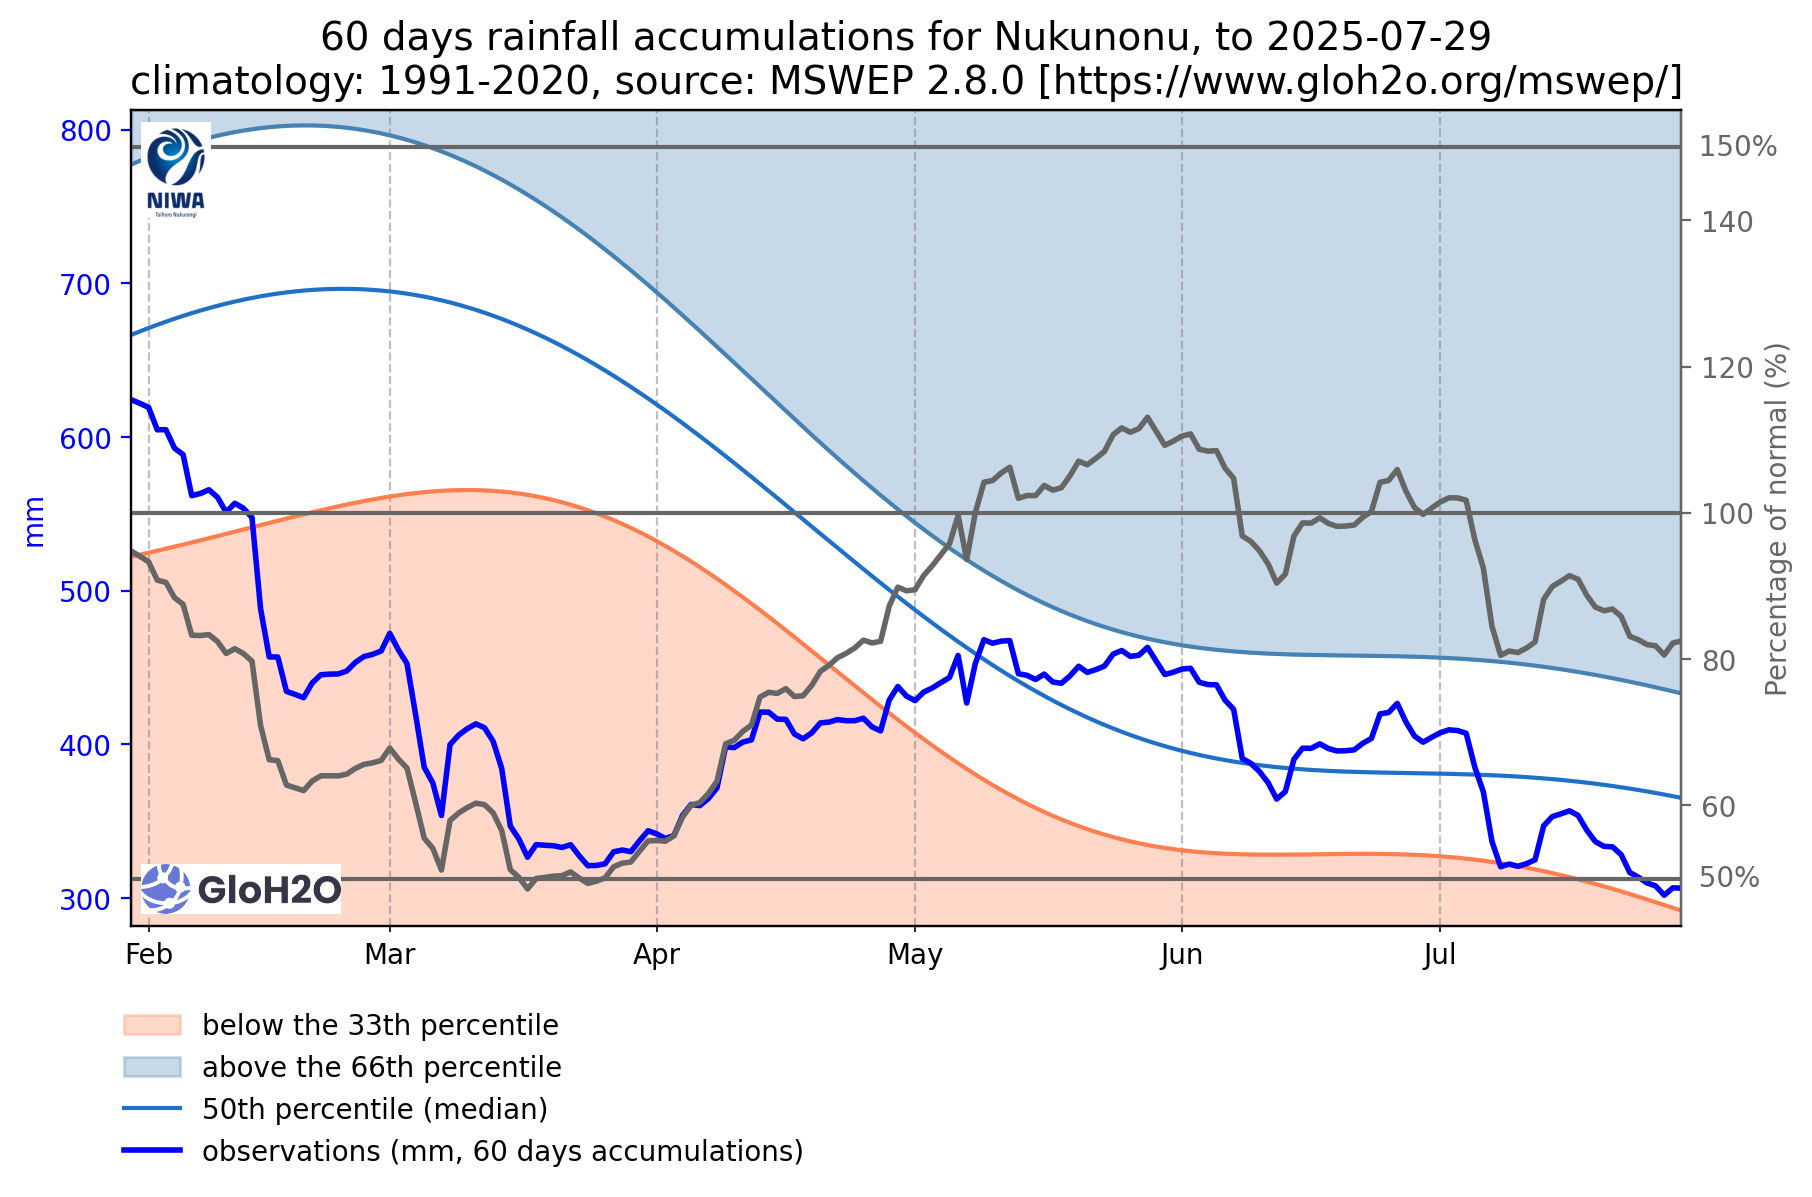 60 days rainfall accumulations for Nukunonu, to 2025-07-29
climatology: 1991-2020, source: MSWEP 2.8.0 [https://www.gloh2o.org/mswep/]
800
700
600
500
400
300
mm
NIWA
Taihoro Nukurangi
GloH2O
150%
140
120
100
80
60
50%
Percentage of normal (%)
Feb
Mar
Apr
May
Jun
Jul
below the 33th percentile
above the 66th percentile
50th percentile (median)
observations (mm, 60 days accumulations)